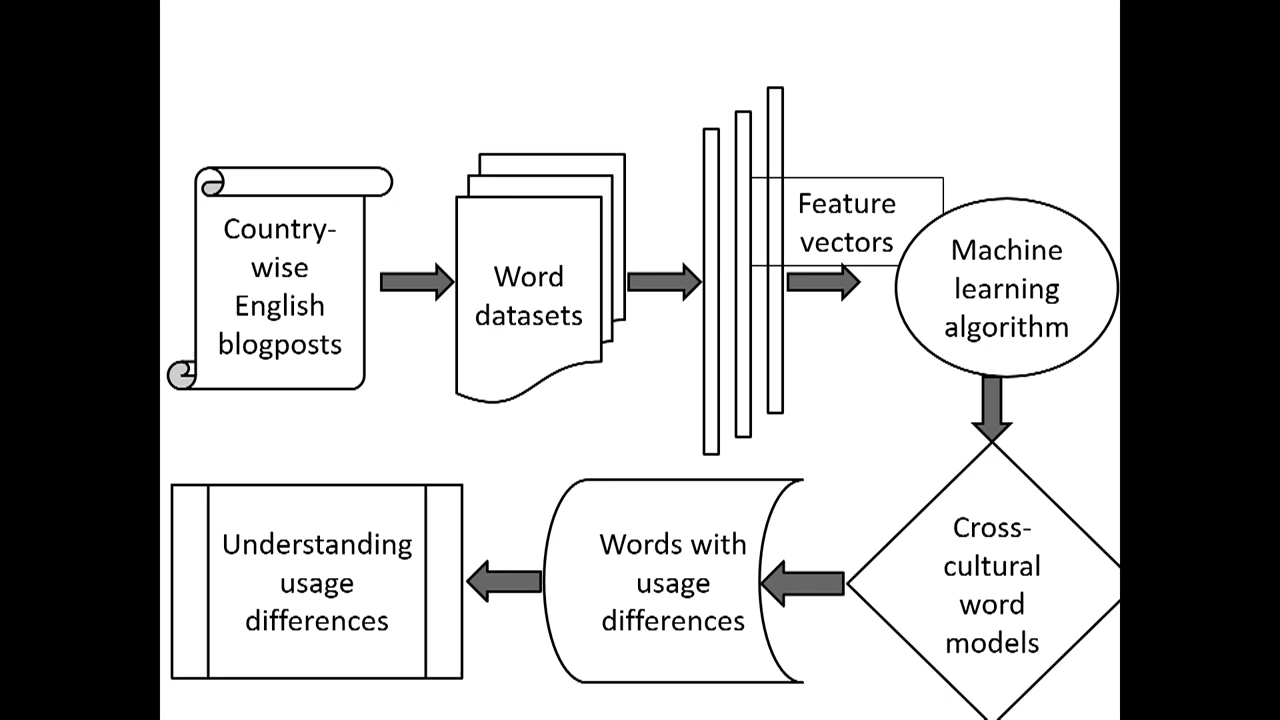 Country-
wise
English
blogposts
Word
datasets
Feature
vectors
Machine
learning
algorithm
Cross-
cultural
word
models
Words with
usage
differences
Understanding
usage
differences